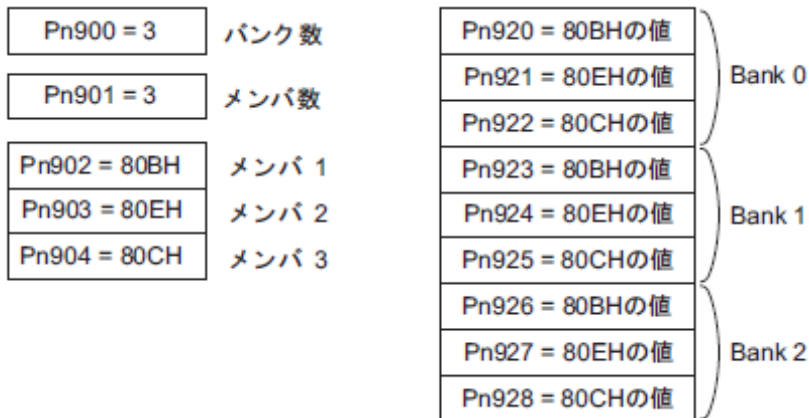 Pn900 = 3 バンク数
Pn901 = 3 メンバ数
Pn902 = 80BH メンバ 1
Pn903 = 80EH メンバ 2
Pn904 = 80CH メンバ 3
Pn920 = 80BHの値
Pn921 = 80EHの値
Pn922 = 80CHの値
Bank 0
Pn923 = 80BHの値
Pn924 = 80EHの値
Pn925 = 80CHの値
Bank 1
Pn926 = 80BHの値
Pn927 = 80EHの値
Pn928 = 80CHの値
Bank 2